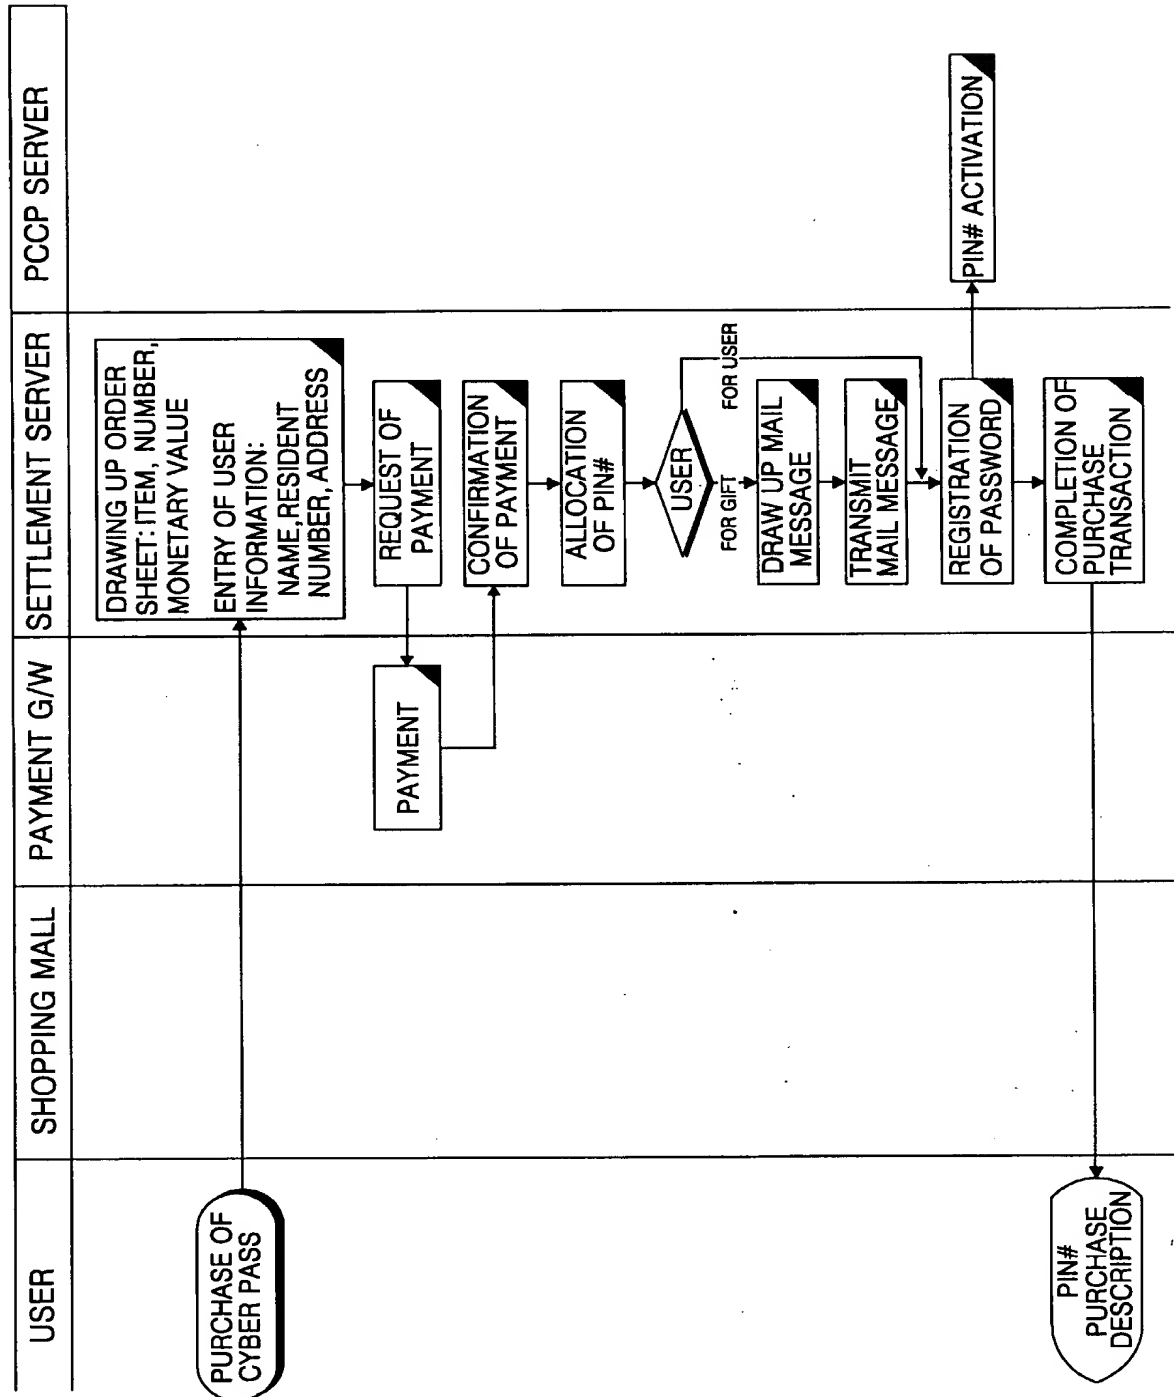 USER
SHOPPING MALL
PAYMENT G/W
SETTLEMENT SERVER
PCCP SERVER
PURCHASE OF
CYBER PASS
DRAWING UP ORDER
SHEET: ITEM, NUMBER,
MONETARY VALUE
ENTRY OF USER
INFORMATION:
NAME,RESIDENT
NUMBER, ADDRESS
REQUEST OF
PAYMENT
PAYMENT
CONFIRMATION
OF PAYMENT
ALLOCATION
OF PIN#
USER
FOR GIFT
FOR USER
DRAW UP MAIL
MESSAGE
TRANSMIT
MAIL MESSAGE
REGISTRATION
OF PASSWORD
PIN# ACTIVATION
COMPLETION OF
PURCHASE
TRANSACTION
PIN#
PURCHASE
DESCRIPTION